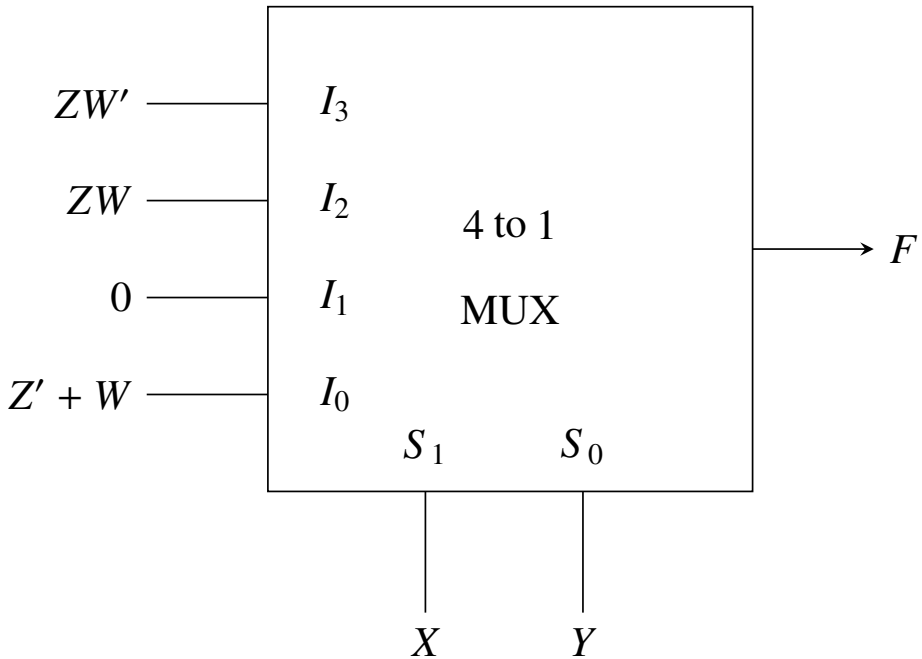 ZW′ I₃
ZW I₂
4 to 1
F
0 I₁
MUX
Z′ + W I₀
S₁ S₀
X Y